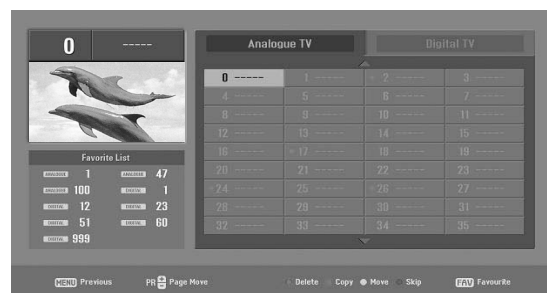 0 -----
Analogue TV Digital TV
0 ----- 1 ----- 2 ----- 3 -----
4 ----- 5 ----- 6 ----- 7 -----
8 ----- 9 ----- 10 ----- 11 -----
12 ----- 13 ----- 14 ----- 15 -----
16 ----- 17 ----- 18 ----- 19 -----
20 ----- 21 ----- 22 ----- 23 -----
24 ----- 25 ----- 26 ----- 27 -----
28 ----- 29 ----- 30 ----- 31 -----
32 ----- 33 ----- 34 ----- 35 -----
Favorite List
ANALOGUE 1 ANALOGUE 47
ANALOGUE 100 DIGITAL 1
DIGITAL 12 DIGITAL 23
DIGITAL 51 DIGITAL 60
DIGITAL 999
MENU Previous PR Page Move Delete Copy Move Skip FAV Favourite